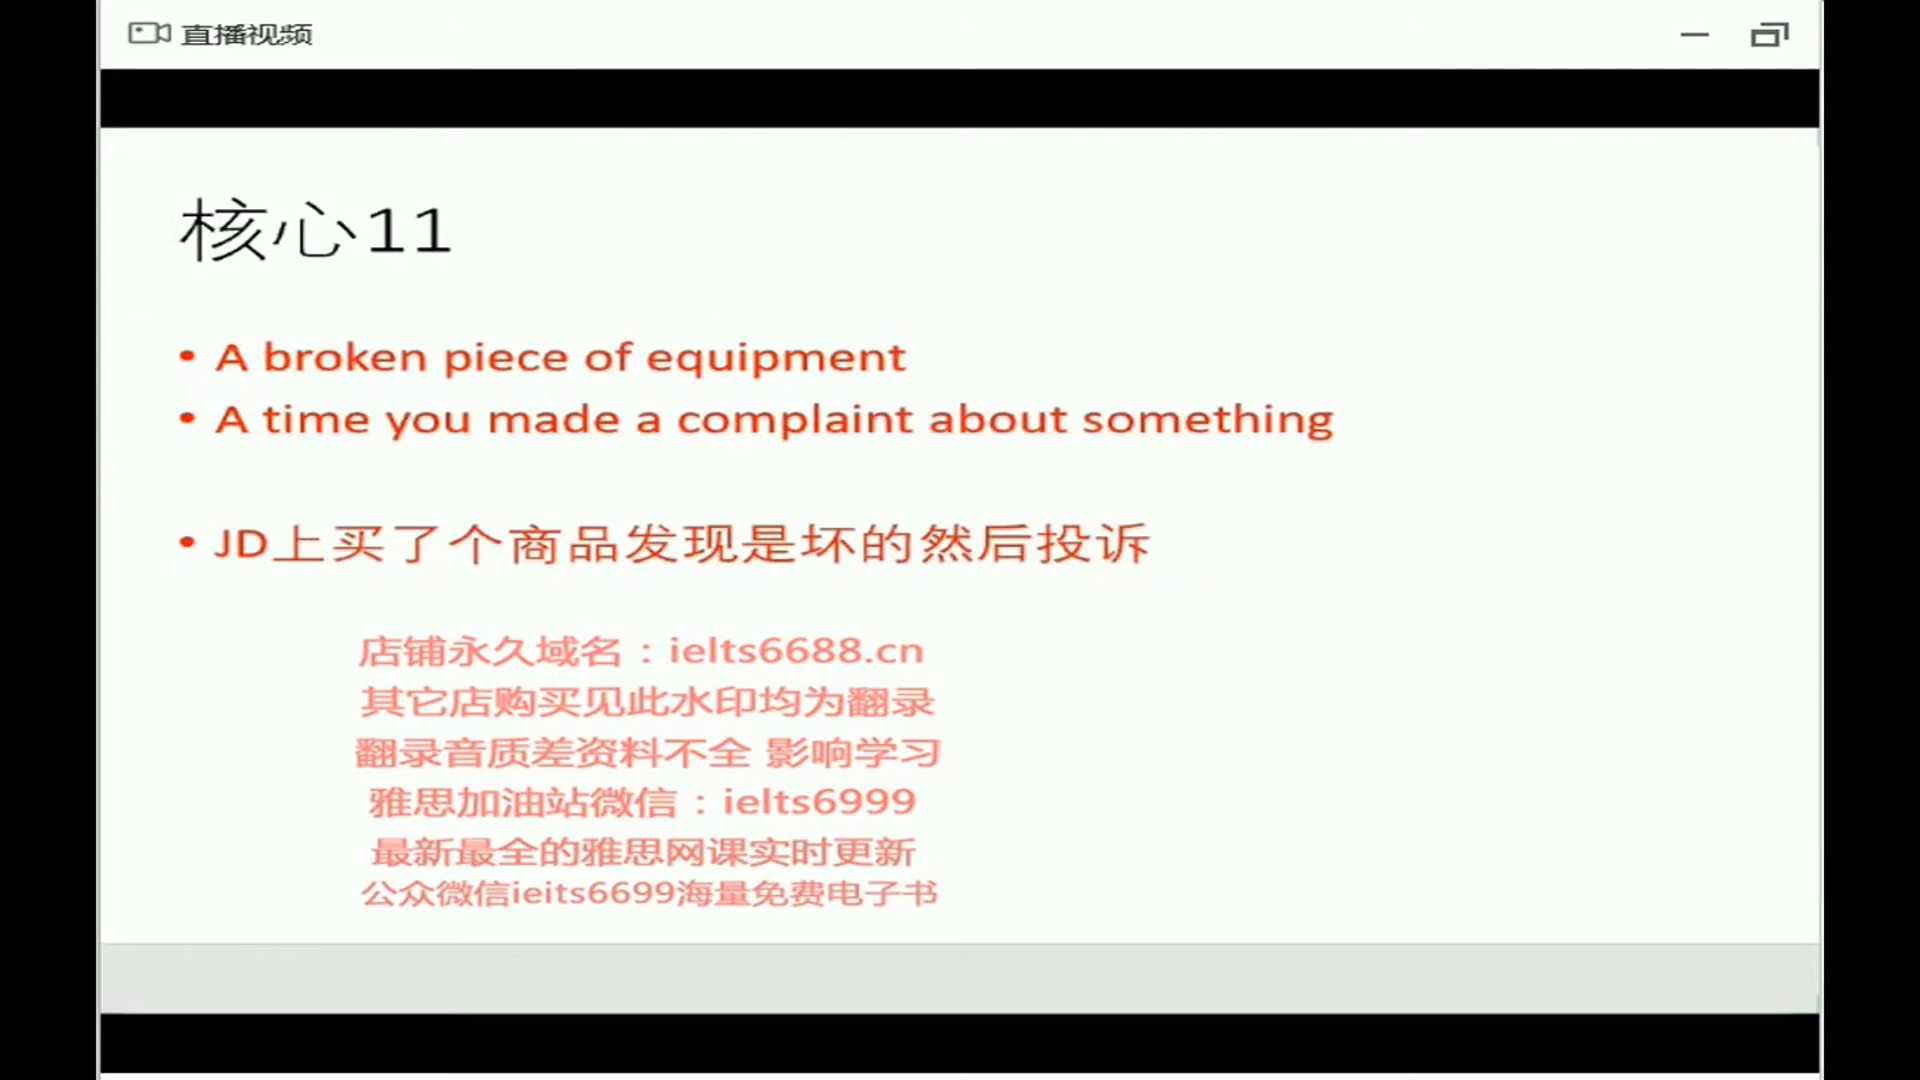 直播视频
核心11
• A broken piece of equipment
• A time you made a complaint about something
• JD上买了个商品发现是坏的然后投诉
店铺永久域名：ielts6688.cn
其它店购买见此水印均为翻录
翻录音质差资料不全 影响学习
雅思加油站微信：ielts6999
最新最全的雅思网课实时更新
公众微信ieits6699海量免费电子书